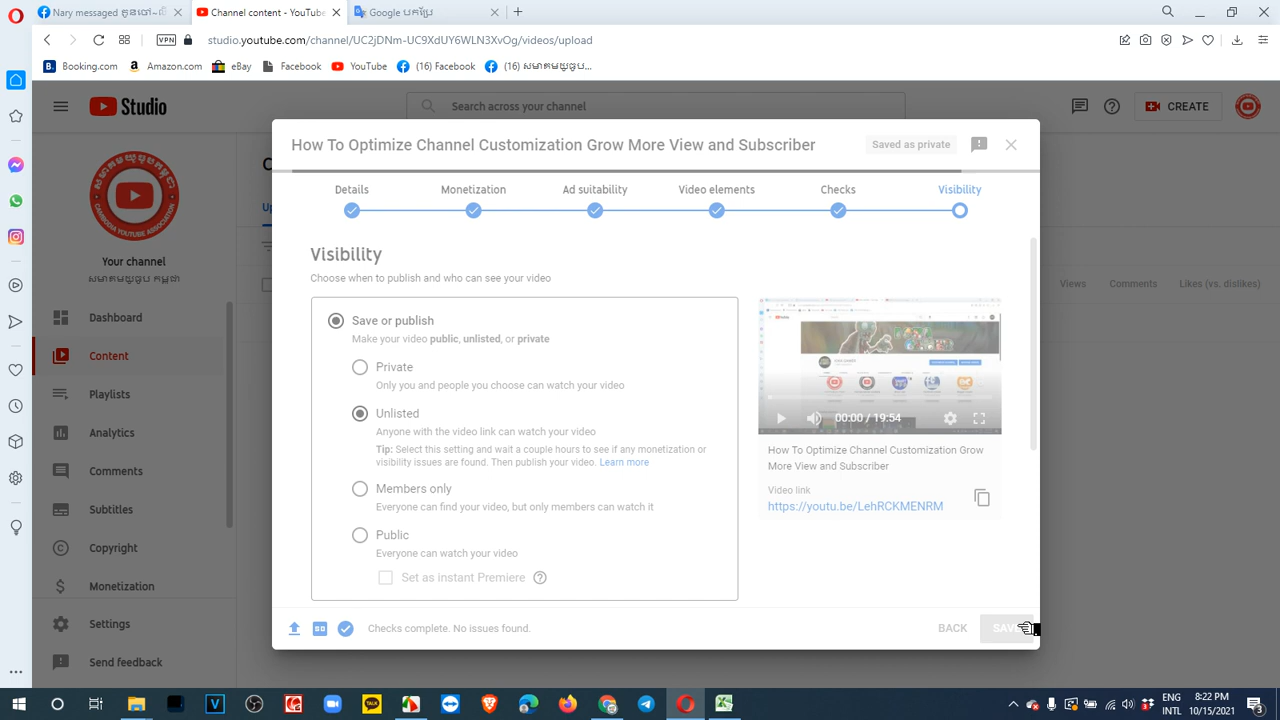 Nary messaged
YouTube Studio - YouTu
Google
studio.youtube.com/channel/UC2jDNm-UC9XdUY6WLN3XvOg/videos/upload
VPN
Booking.com
Amazon.com
eBay
Facebook
YouTube
(16) Facebook
(16)
Studio
Search across your channel
CREATE
How To Optimize Channel Customization Grow More View and Subscriber
Saved as private
Details
Monetization
Ad suitability
Video elements
Checks
Visibility
Your channel
Dashboard
Content
Playlists
Analytics
Comments
Subtitles
Copyright
Monetization
Settings
Send feedback
Views
Comments
Likes (vs. dislikes)
Visibility
Choose when to publish and who can see your video
Save or publish
Make your video public, unlisted, or private
Private
Only you and people you choose can watch your video
Unlisted
Anyone with the video link can watch your video
Tip: Select this setting and wait a couple hours to see if any monetization or
visibility issues are found. Then publish your video. Learn more
Members only
Everyone can find your video, but only members can watch it
Public
Everyone can watch your video
Set as instant Premiere
00:00 / 19:54
How To Optimize Channel Customization Grow
More View and Subscriber
Video link
https://youtu.be/LehRCKMENRM
Checks complete. No issues found.
BACK
SAVE
ENG
INTL
8:22 PM
10/15/2021